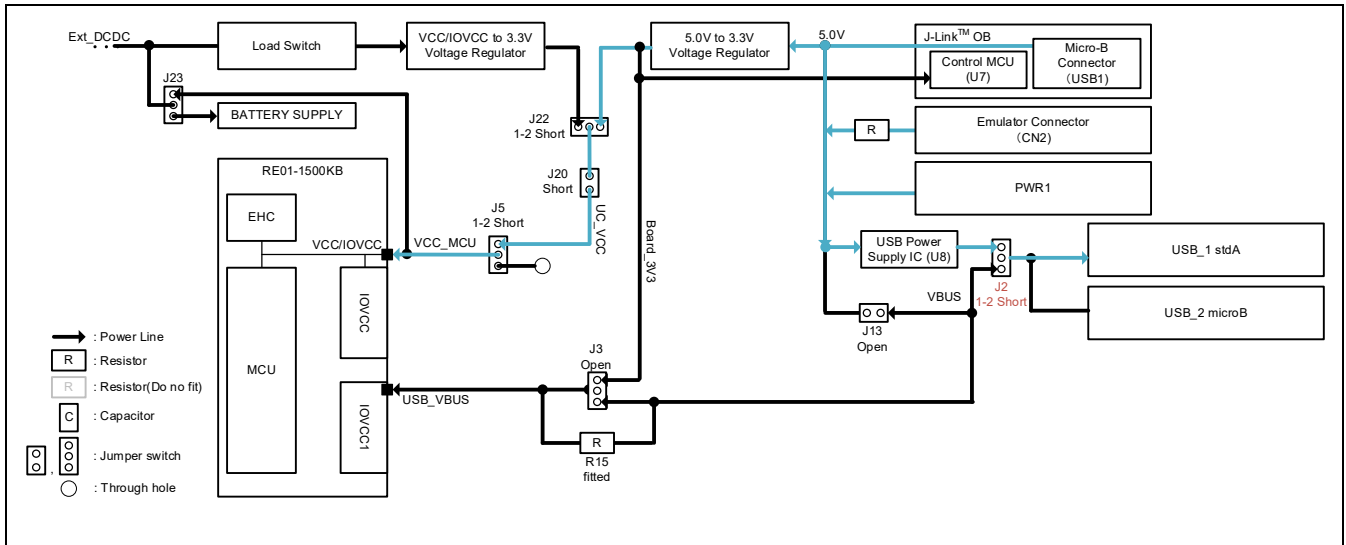 Ext_DCDC
Load Switch
VCC/IOVCC to 3.3V
Voltage Regulator
5.0V to 3.3V
Voltage Regulator
5.0V
J-Link™ OB
Control MCU
(U7)
Micro-B
Connector
(USB1)
J23
BATTERY SUPPLY
J22
1-2 Short
R
Emulator Connector
(CN2)
RE01-1500KB
J20
Short
PWR1
EHC
J5
1-2 Short
UC_VCC
Board_3V3
VCC/IOVCC
VCC_MCU
USB Power
Supply IC (U8)
USB_1 stdA
J2
1-2 Short
IOVCC
VBUS
USB_2 microB
J13
Open
: Power Line
R
: Resistor
R
: Resistor(Do no fit)
C
: Capacitor
,
: Jumper switch
: Through hole
MCU
J3
Open
USB_VBUS
IOVCC1
R
R15
fitted